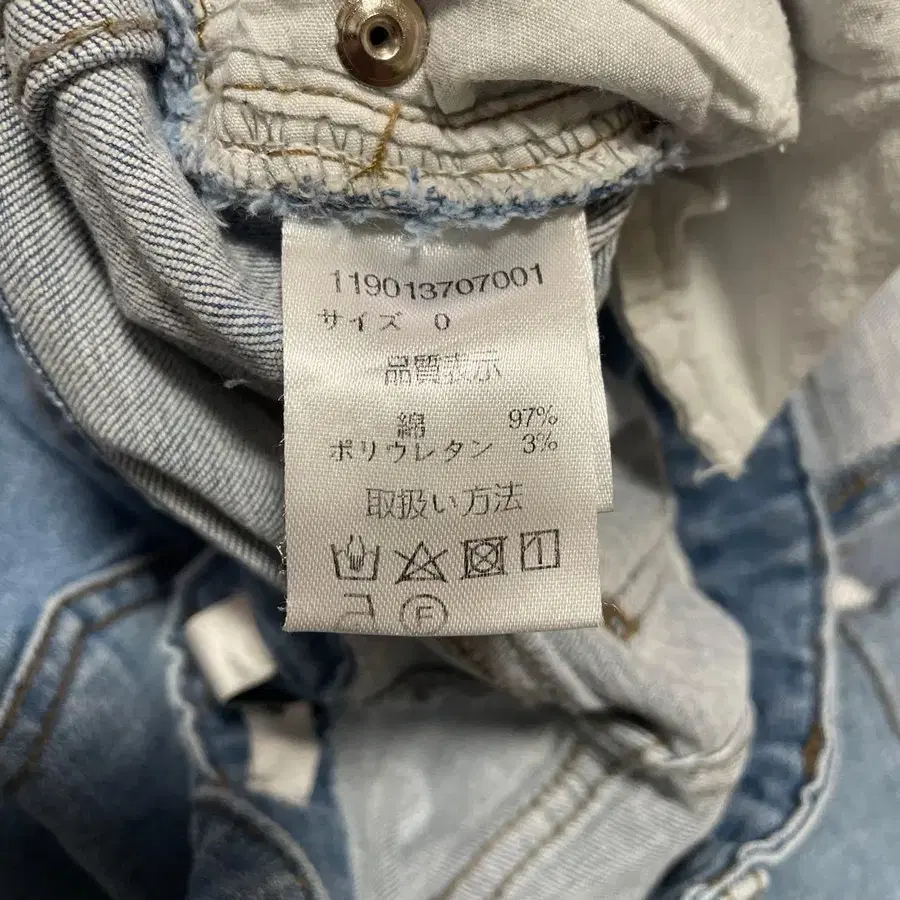 119013707001
サイズ 0
品質表示
綿 97%
ポリウレタン 3%
取扱い方法
F